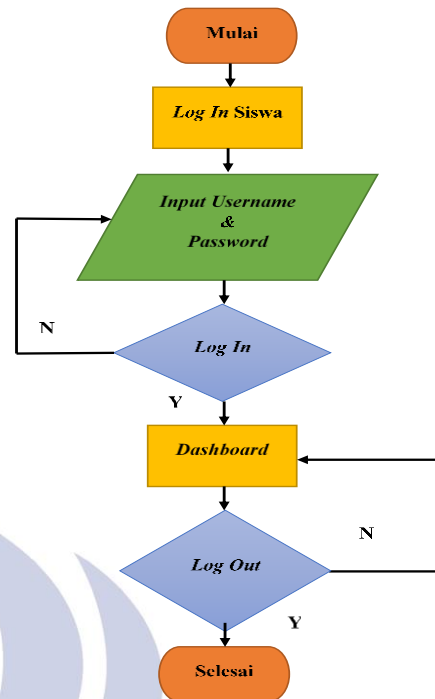 Mulai
Log In Siswa
Input Username
&
Password
N
Log In
Y
Dashboard
N
Log Out
Y
Selesai